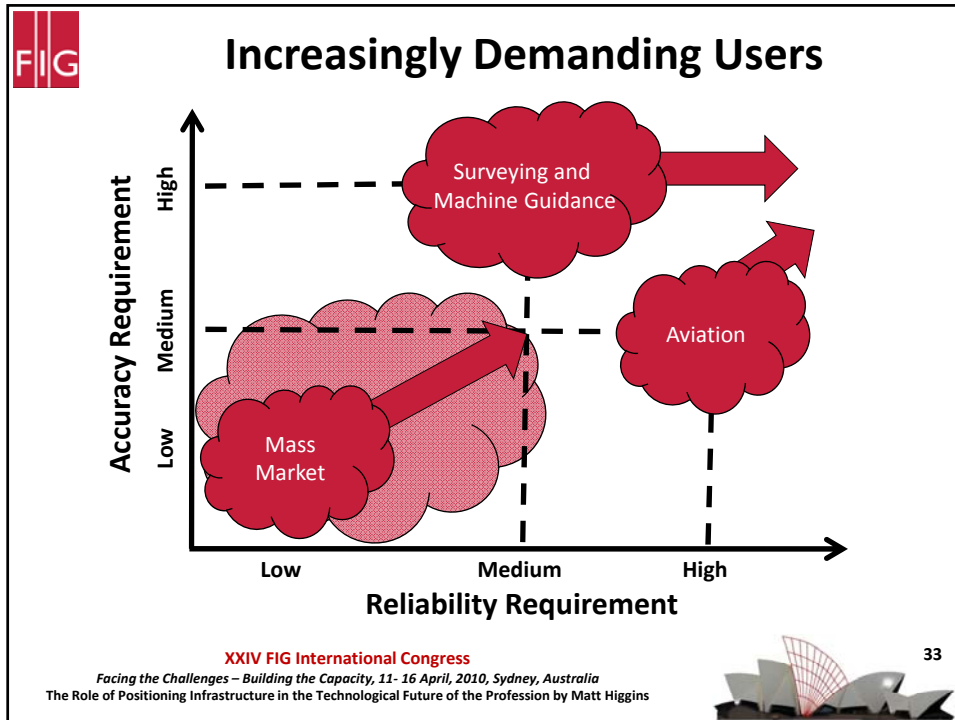 FIG
Increasingly Demanding Users
Accuracy Requirement
High
Medium
Low
Surveying and
Machine Guidance
Aviation
Mass
Market
Low Medium High
Reliability Requirement
XXIV FIG International Congress
Facing the Challenges – Building the Capacity, 11- 16 April, 2010, Sydney, Australia
The Role of Positioning Infrastructure in the Technological Future of the Profession by Matt Higgins
33